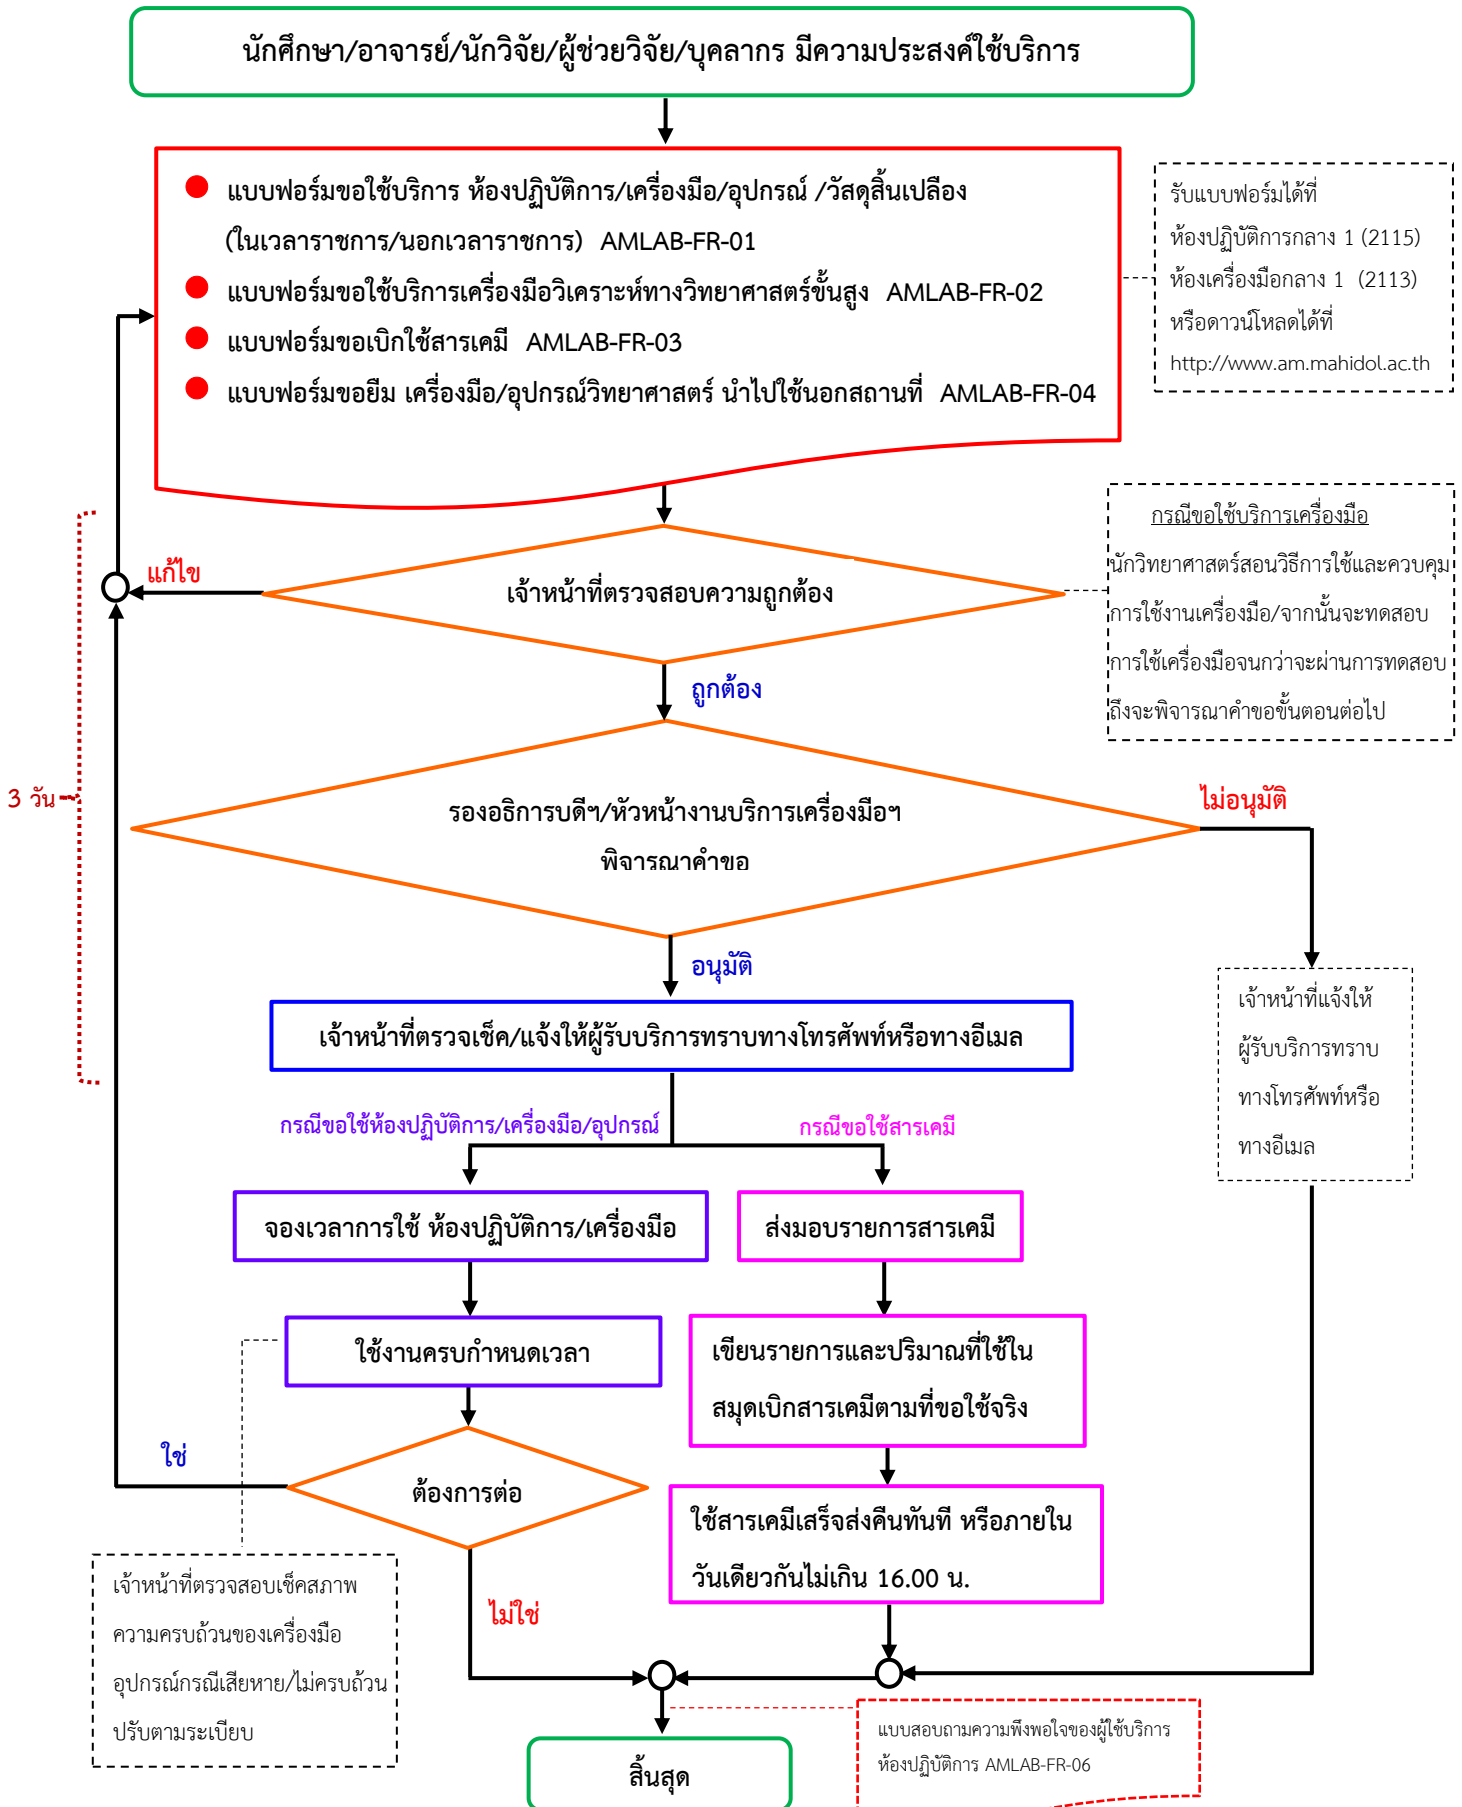 นักศึกษา/อาจารย์/นักวิจัย/ผู้ช่วยวิจัย/บุคลากร มีความประสงค์ใช้บริการ
แบบฟอร์มขอใช้บริการ ห้องปฏิบัติการ/เครื่องมือ/อุปกรณ์ /วัสดุสิ้นเปลือง
(ในเวลาราชการ/นอกเวลาราชการ) AMLAB-FR-01
แบบฟอร์มขอใช้บริการเครื่องมือวิเคราะห์ทางวิทยาศาสตร์ขั้นสูง AMLAB-FR-02
แบบฟอร์มขอเบิกใช้สารเคมี AMLAB-FR-03
แบบฟอร์มขอยืม เครื่องมือ/อุปกรณ์วิทยาศาสตร์ นำไปใช้นอกสถานที่ AMLAB-FR-04
รับแบบฟอร์มได้ที่
ห้องปฏิบัติการกลาง 1 (2115)
ห้องเครื่องมือกลาง 1 (2113)
หรือดาวน์โหลดได้ที่
http://www.am.mahidol.ac.th
กรณีขอใช้บริการเครื่องมือ
นักวิทยาศาสตร์สอนวิธีการใช้และควบคุม
การใช้งานเครื่องมือ/จากนั้นจะทดสอบ
การใช้เครื่องมือจนกว่าจะผ่านการทดสอบ
ถึงจะพิจารณาคำขอขั้นตอนต่อไป
แก้ไข
เจ้าหน้าที่ตรวจสอบความถูกต้อง
ถูกต้อง
3 วัน
รองอธิการบดีฯ/หัวหน้างานบริการเครื่องมือฯ
พิจารณาคำขอ
ไม่อนุมัติ
อนุมัติ
เจ้าหน้าที่ตรวจเช็ค/แจ้งให้ผู้รับบริการทราบทางโทรศัพท์หรือทางอีเมล
เจ้าหน้าที่แจ้งให้
ผู้รับบริการทราบ
ทางโทรศัพท์หรือ
ทางอีเมล
กรณีขอใช้ห้องปฏิบัติการ/เครื่องมือ/อุปกรณ์
กรณีขอใช้สารเคมี
จองเวลาการใช้ ห้องปฏิบัติการ/เครื่องมือ
ส่งมอบรายการสารเคมี
ใช้งานครบกำหนดเวลา
เขียนรายการและปริมาณที่ใช้ใน
สมุดเบิกสารเคมีตามที่ขอใช้จริง
ใช่
ต้องการต่อ
ใช้สารเคมีเสร็จส่งคืนทันที หรือภายใน
วันเดียวกันไม่เกิน 16.00 น.
เจ้าหน้าที่ตรวจสอบเช็คสภาพ
ความครบถ้วนของเครื่องมือ
อุปกรณ์กรณีเสียหาย/ไม่ครบถ้วน
ปรับตามระเบียบ
ไม่ใช่
แบบสอบถามความพึงพอใจของผู้ใช้บริการ
ห้องปฏิบัติการ AMLAB-FR-06
สิ้นสุด